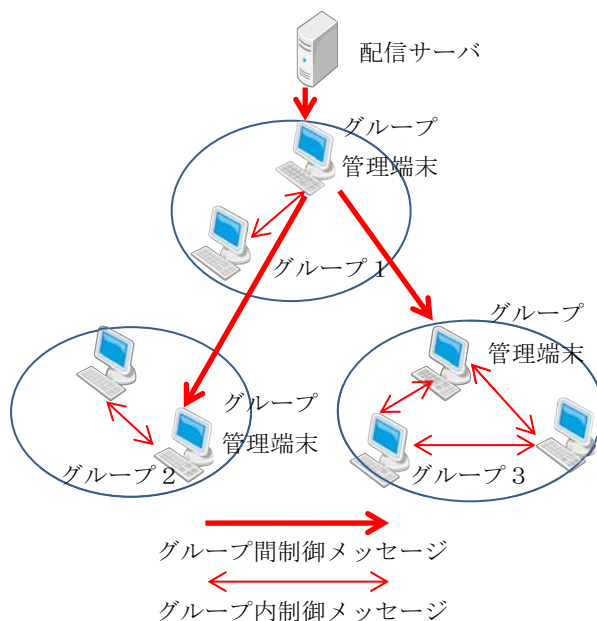 配信サーバ
グループ
管理端末
グループ１
グループ
管理端末
グループ
管理端末
グループ２
グループ３
グループ間制御メッセージ
グループ内制御メッセージ